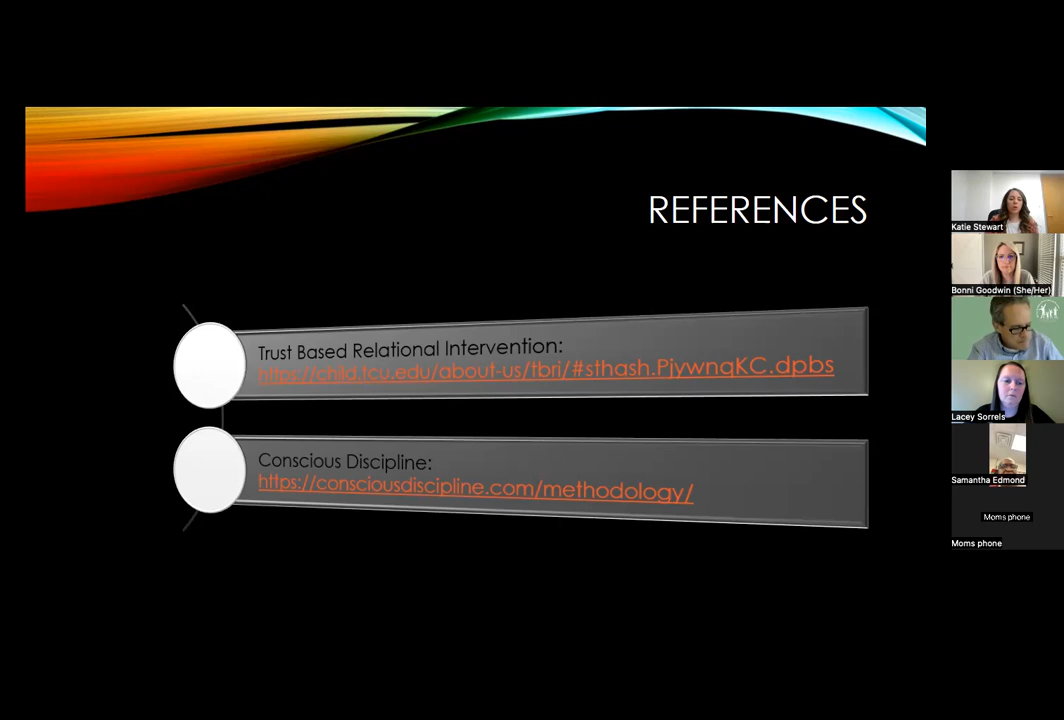 REFERENCES
Trust Based Relational Intervention:
https://child.tcu.edu/about-us/tbri/#sthash.PjywnqKC.dpbs
Conscious Discipline:
https://consciousdiscipline.com/methodology/
Katie Stewart
Bonni Goodwin (She/Her)
Lacey Sorrels
Samantha Edmond
Moms phone
Moms phone